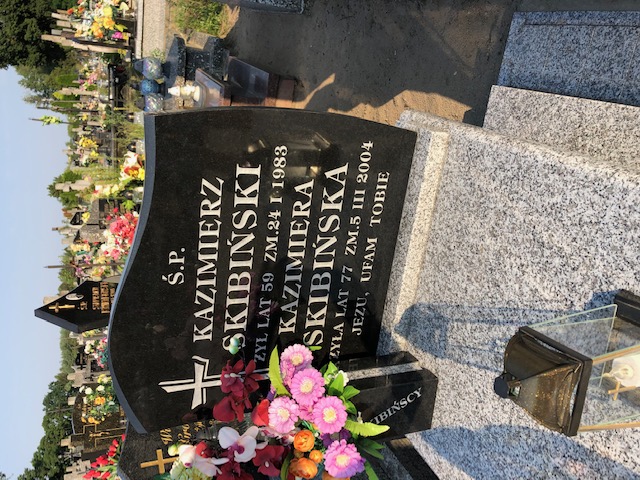 Ś.P.
KAZIMIERZ
SKIBIŃSKI
ŻYŁ LAT 59 ZM.24 I 1983
KAZIMIERA
SKIBIŃSKA
ŻYŁA LAT 77 ZM.5 III 2004
JEZU, UFAM TOBIE
SKIBIŃSCY